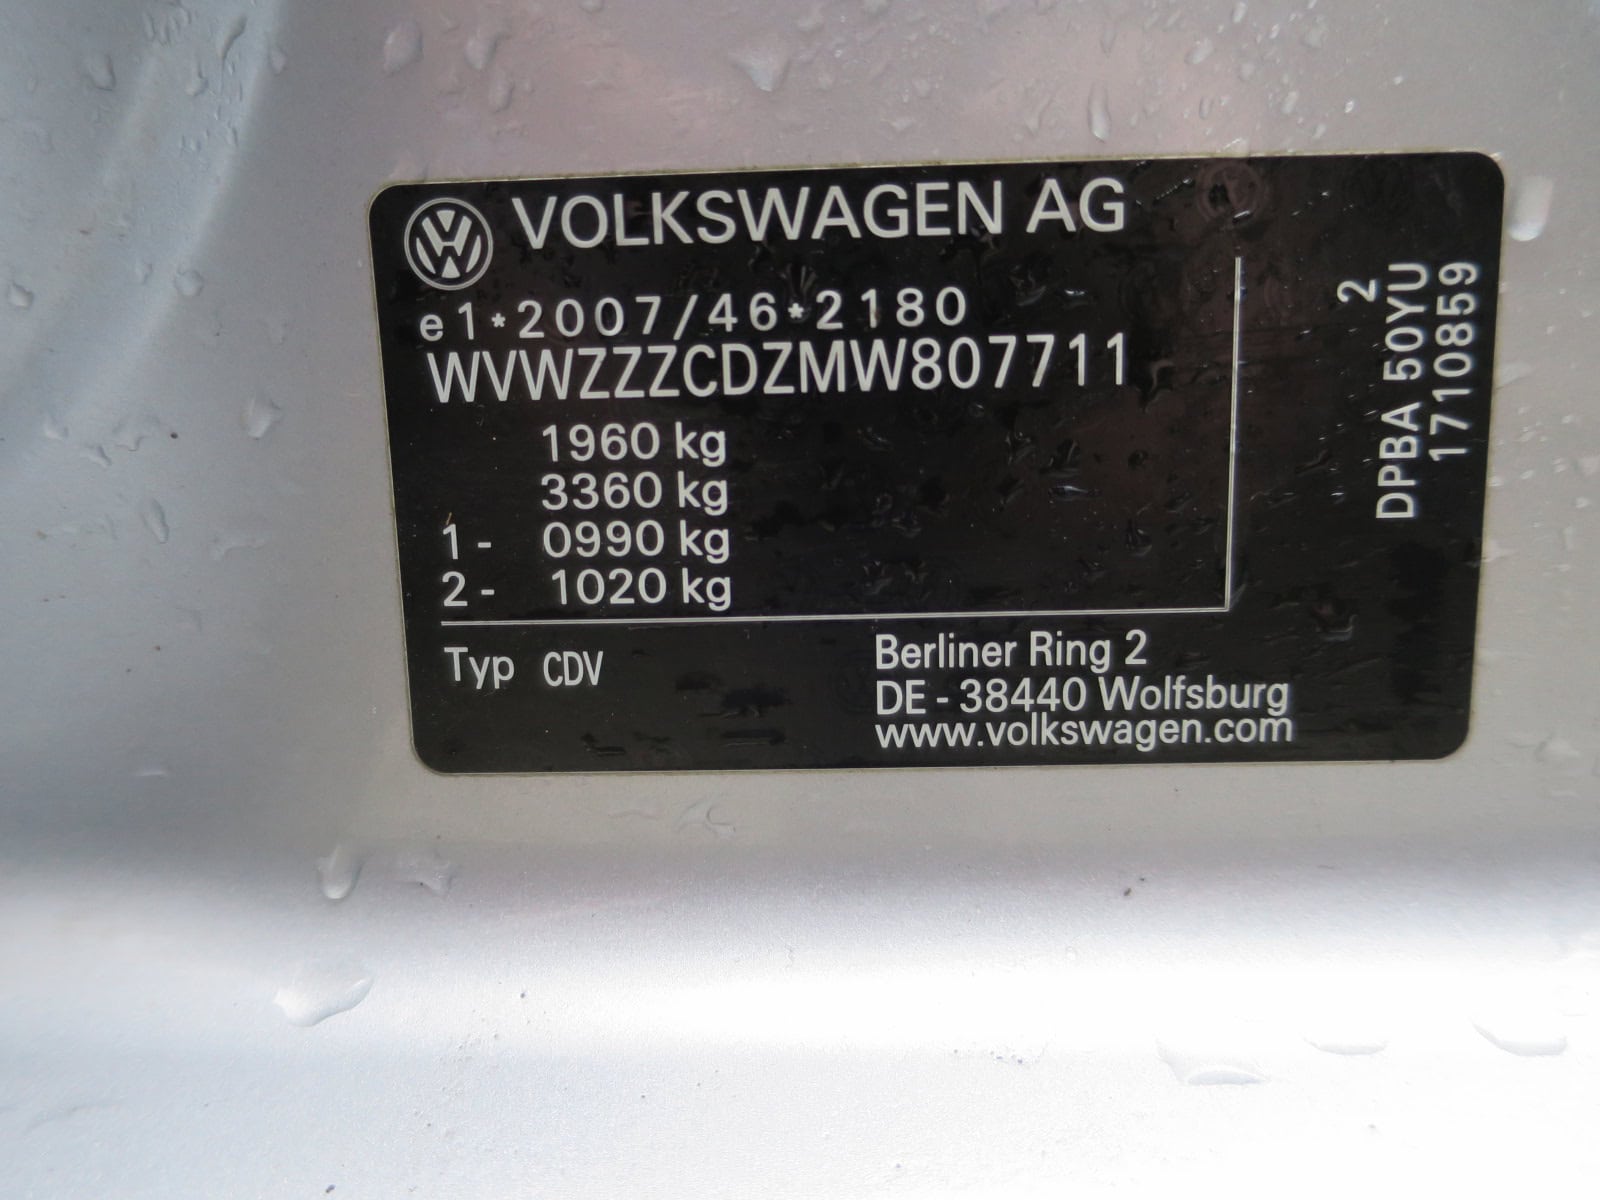 VOLKSWAGEN AG
e1*2007/46*2180
WVWZZZCDZMW807711
1960 kg
3360 kg
1- 0990 kg
2- 1020 kg
Typ CDV
Berliner Ring 2
DE - 38440 Wolfsburg
www.volkswagen.com
2
DPBA 50YU
1710859